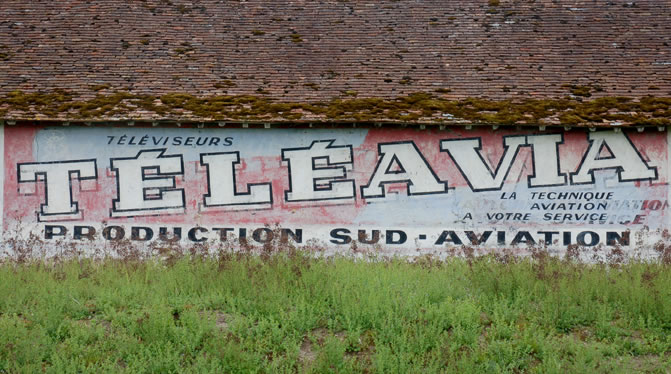 TÉLÉVISEURS
TÉLÉAVIA
LA TECHNIQUE
AVIATION
A VOTRE SERVICE
PRODUCTION SUD-AVIATION